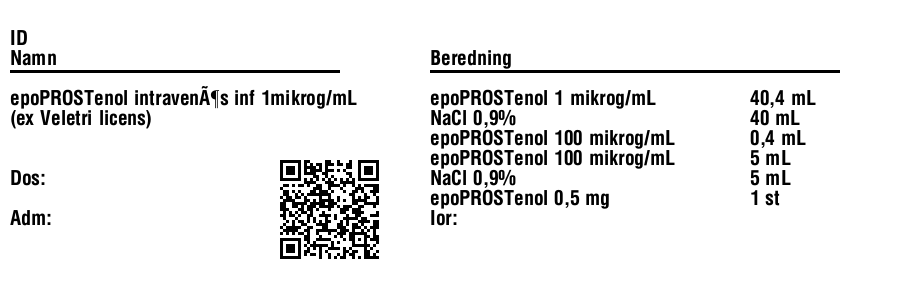 ID
Namn
epoPROSTenol intravenÃ¶s inf 1mikrog/mL
(ex Veletri licens)
Dos:
Adm:
Beredning
epoPROSTenol 1 mikrog/mL 40,4 mL
NaCl 0,9% 40 mL
epoPROSTenol 100 mikrog/mL 0,4 mL
epoPROSTenol 100 mikrog/mL 5 mL
NaCl 0,9% 5 mL
epoPROSTenol 0,5 mg 1 st
Ior: